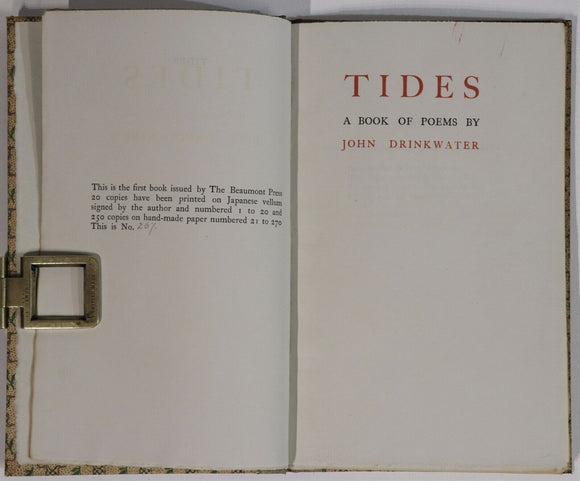 This is the first book issued by The Beaumont Press
20 copies have been printed on Japanese vellum
signed by the author and numbered 1 to 20 and
250 copies on hand-made paper numbered 21 to 270
This is No. 267.
TIDES
A BOOK OF POEMS BY
JOHN DRINKWATER